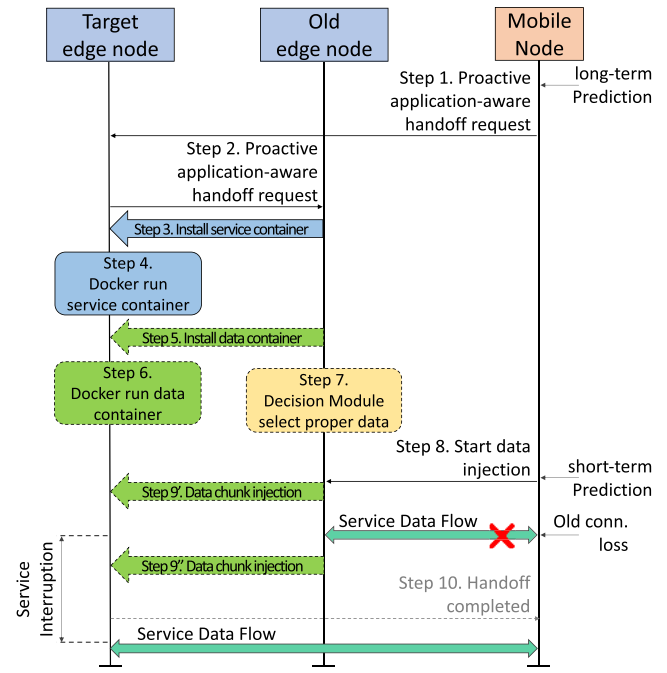 Target
edge node
Old
edge node
Mobile
Node
Step 1. Proactive
application-aware
handoff request
long-term
Prediction
Step 2. Proactive
application-aware
handoff request
Step 3. Install service container
Step 4.
Docker run
service container
Step 5. Install data container
Step 6.
Docker run data
container
Step 7.
Decision Module
select proper data
Step 8. Start data
injection
short-term
Prediction
Step 9'. Data chunk injection
Service Data Flow
Old conn.
loss
Step 9''. Data chunk injection
Service
Interruption
Step 10. Handoff
completed
Service Data Flow